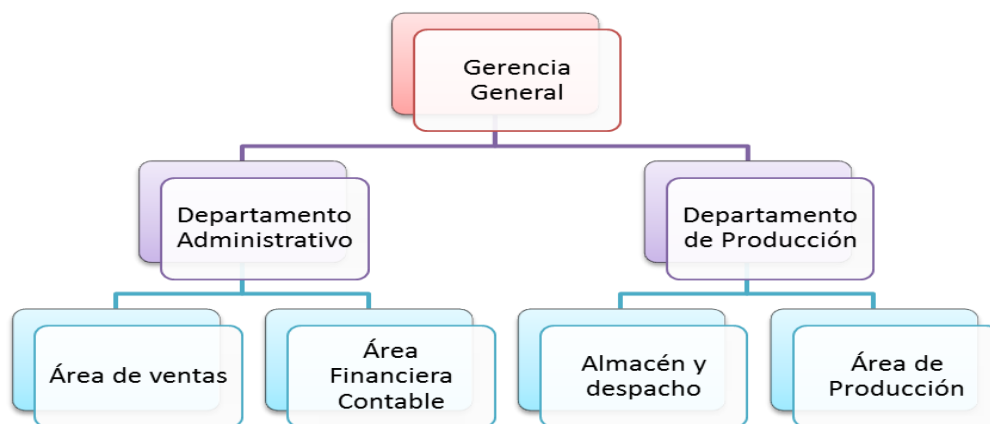 Gerencia
General
Departamento
Administrativo
Departamento
de Producción
Área de ventas
Área
Financiera
Contable
Almacén y
despacho
Área de
Producción